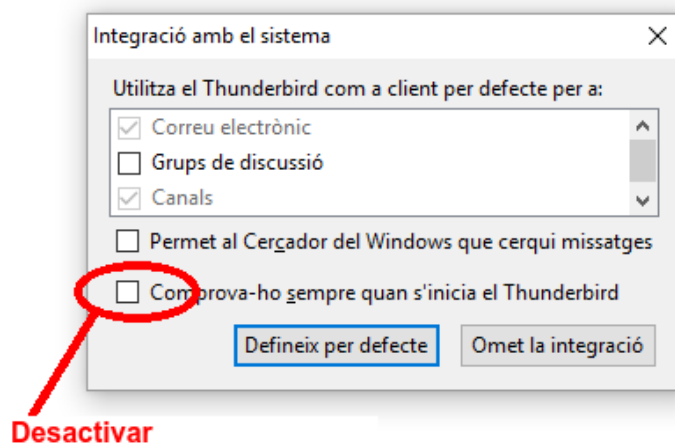 Integració amb el sistema
Utilitza el Thunderbird com a client per defecte per a:
Correu electrònic
Grups de discussió
Canals
Permet al Cercador del Windows que cerqui missatges
Comprova-ho sempre quan s'inicia el Thunderbird
Defineix per defecte Omet la integració
Desactivar